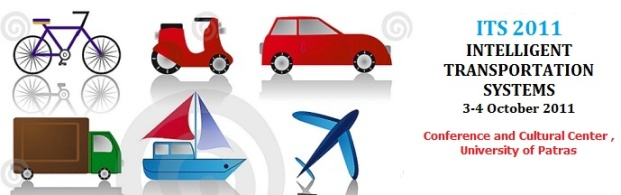 ITS 2011
INTELLIGENT
TRANSPORTATION
SYSTEMS
3-4 October 2011
Conference and Cultural Center ,
University of Patras